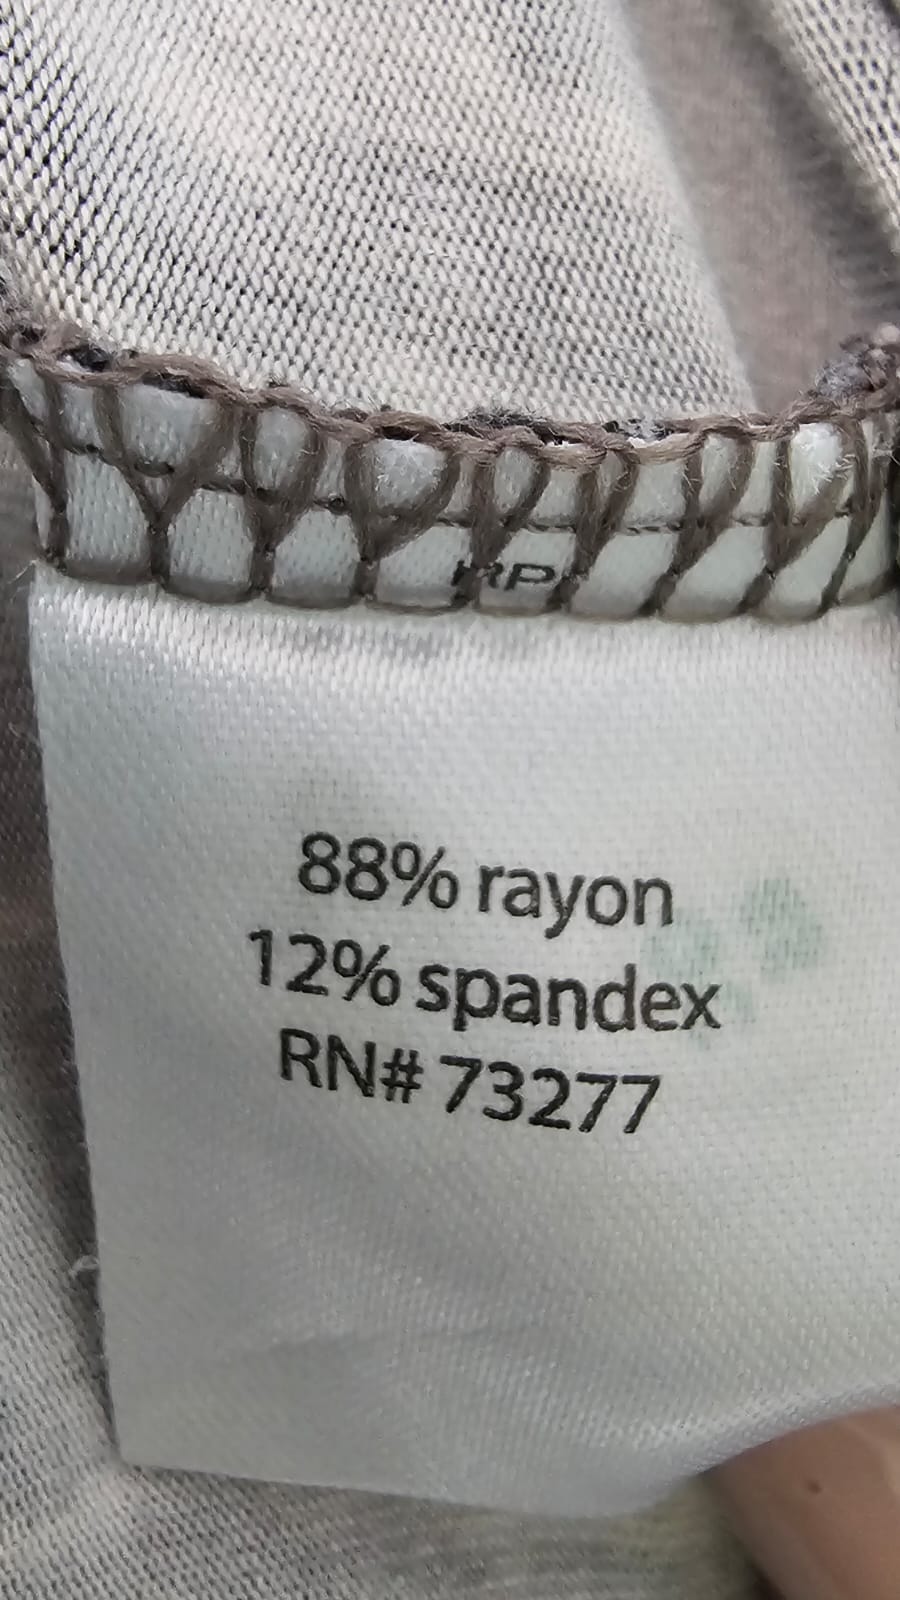 88% rayon
12% spandex
RN# 73277